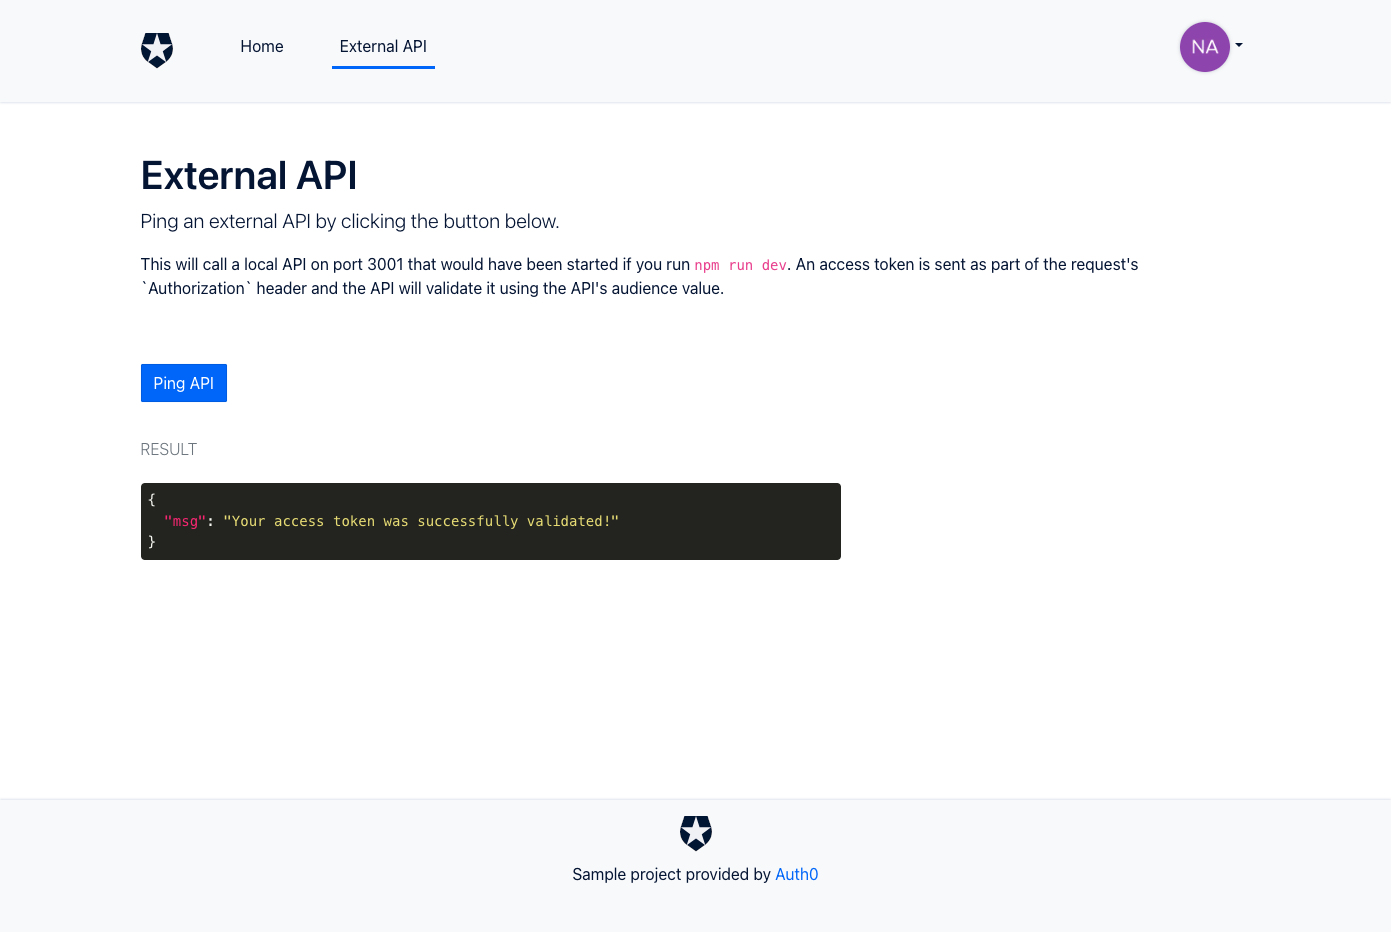 Home
External API
NA
External API
Ping an external API by clicking the button below.
This will call a local API on port 3001 that would have been started if you run npm run dev. An access token is sent as part of the request's
`Authorization` header and the API will validate it using the API's audience value.
Ping API
RESULT
{
  "msg": "Your access token was successfully validated!"
}
Sample project provided by Auth0